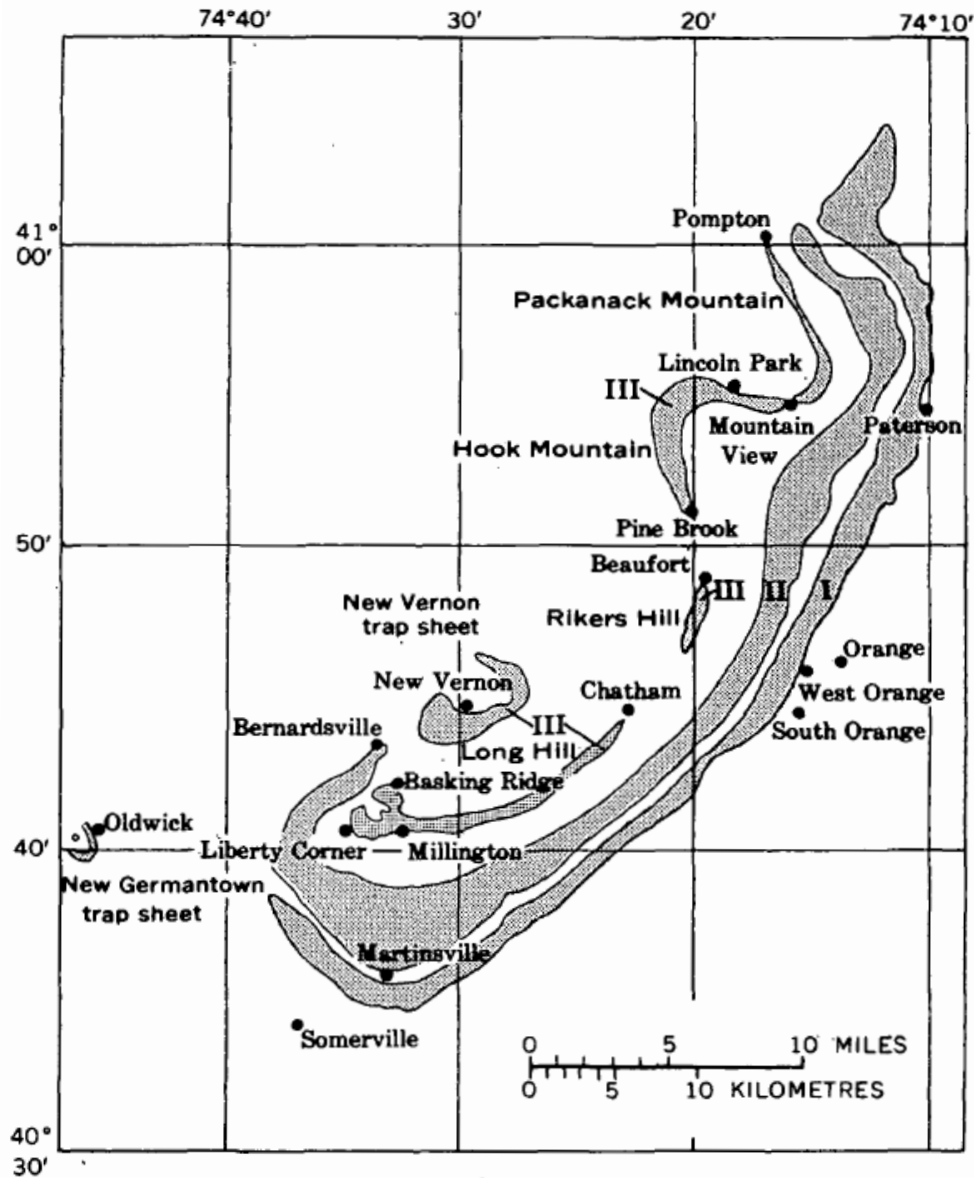 74°40′ 30′ 20′ 74°10′
Pompton
41°
00′
Packanack Mountain
Lincoln Park
III
Mountain
View
Paterson
Hook Mountain
Pine Brook
50′
Beaufort
III II I
New Vernon
trap sheet
Rikers Hill
Orange
New Vernon
Chatham
West Orange
South Orange
Bernardsville
III
Long Hill
Basking Ridge
Oldwick
40′
Liberty Corner
Millington
New Germantown
trap sheet
Martinsville
Somerville
0 5 10 MILES
0 5 10 KILOMETRES
40°
30′